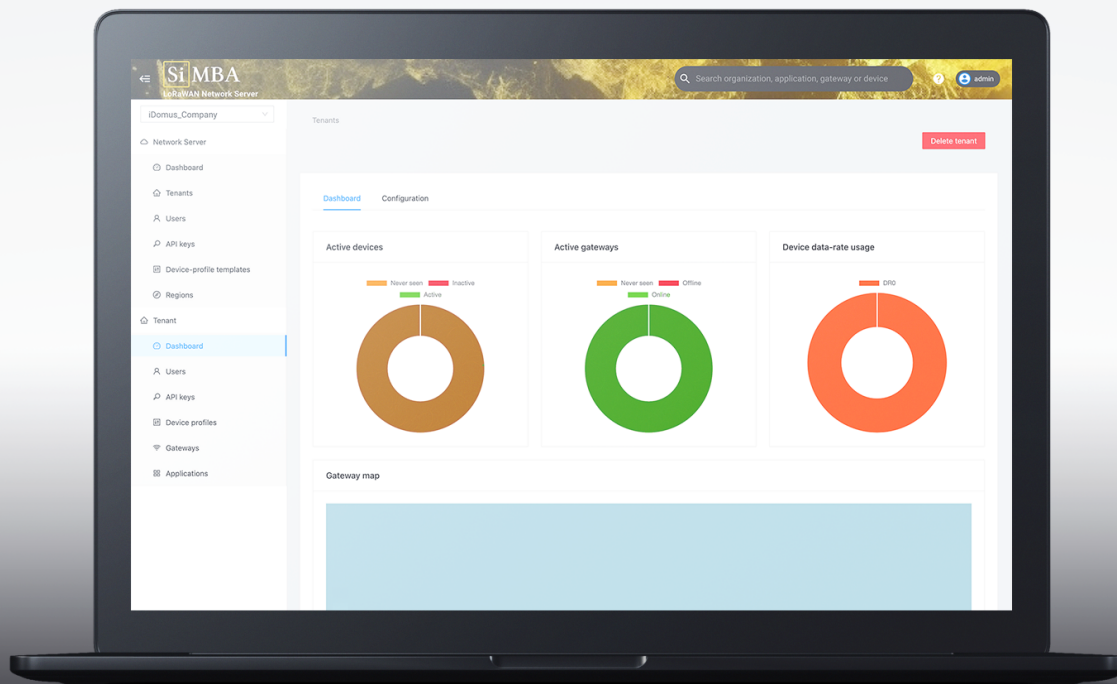 SiMBA
LoRaWAN Network Server
Search organization, application, gateway or device
?
admin
iDomus_Company
Network Server
Dashboard
Tenants
Users
API keys
Device-profile templates
Regions
Tenant
Dashboard
Users
API keys
Device profiles
Gateways
Applications
Tenants
Delete tenant
Dashboard Configuration
Active devices
Never seen Inactive
Active
Active gateways
Never seen Offline
Online
Device data-rate usage
DR0
Gateway map